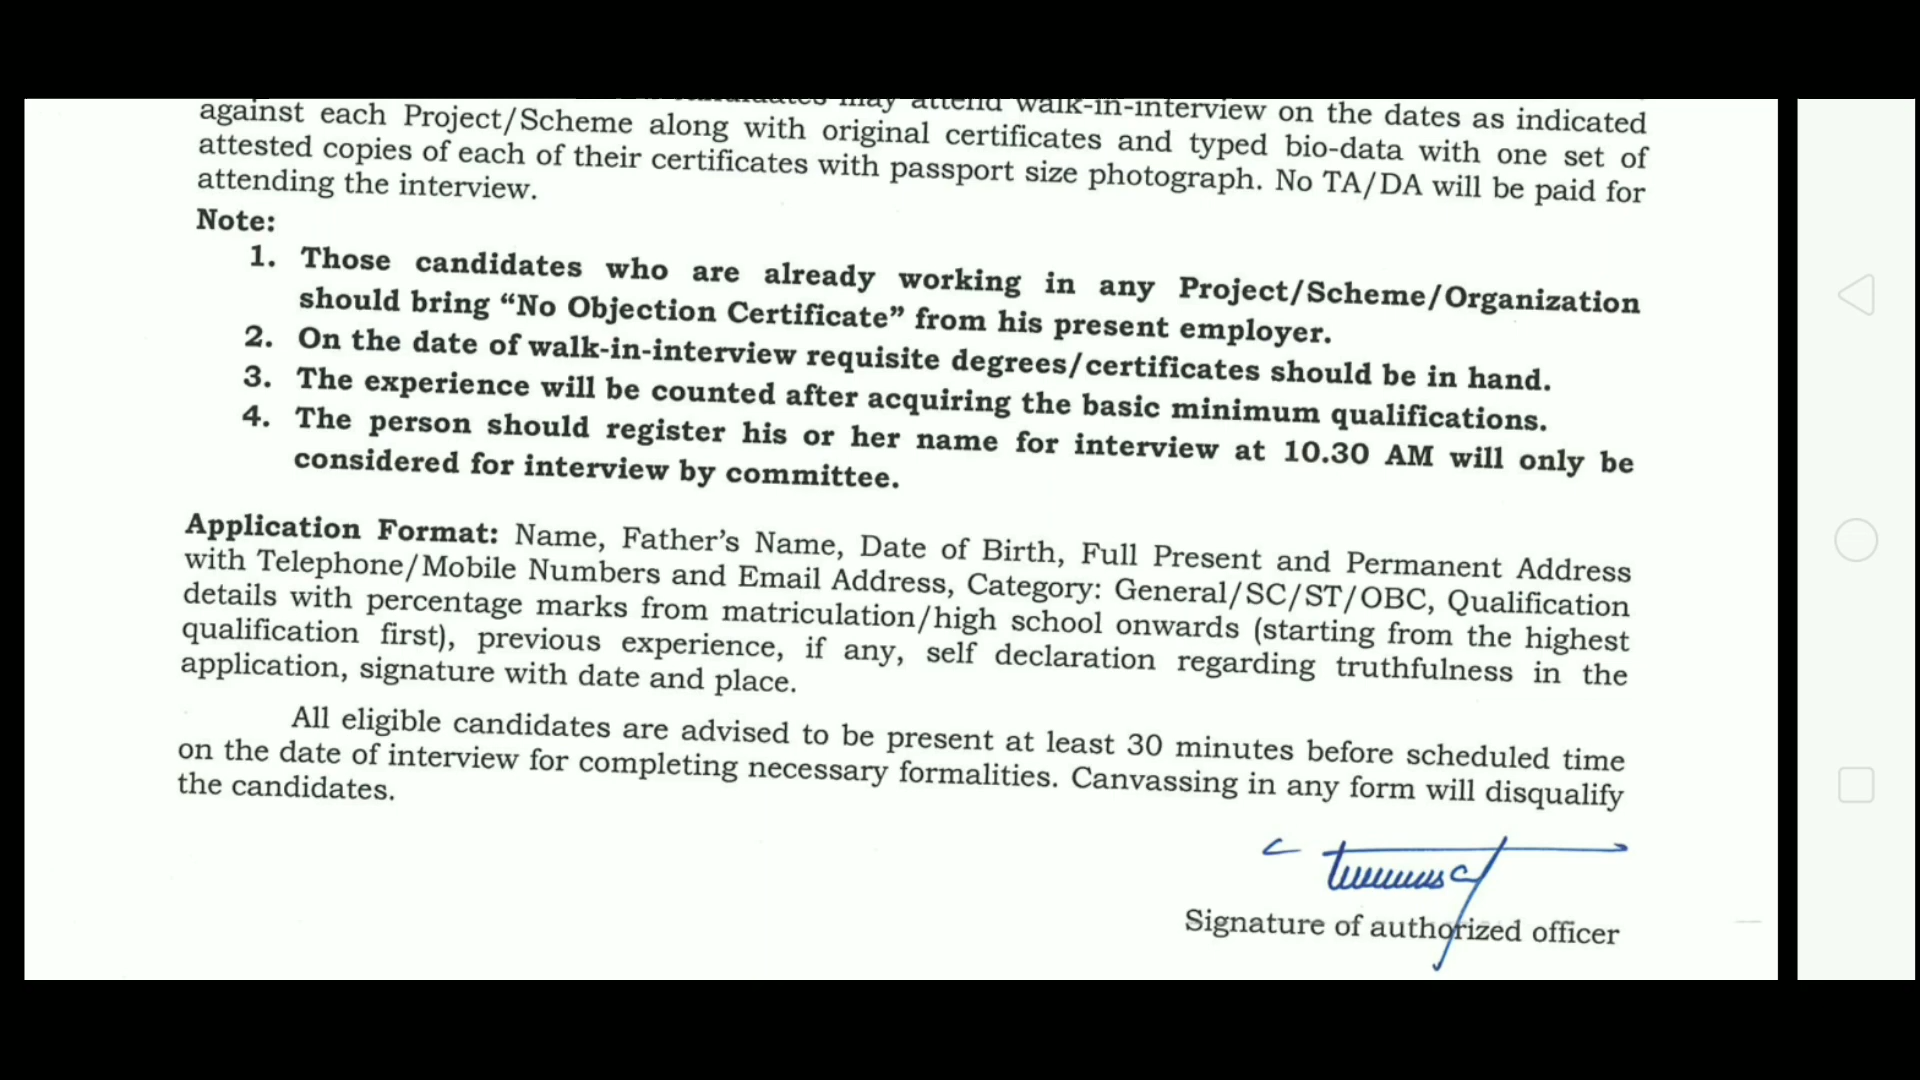 may attend walk-in-interview on the dates as indicated
against each Project/Scheme along with original certificates and typed bio-data with one set of
attested copies of each of their certificates with passport size photograph. No TA/DA will be paid for
attending the interview.
Note:
1. Those candidates who are already working in any Project/Scheme/Organization
should bring “No Objection Certificate” from his present employer.
2. On the date of walk-in-interview requisite degrees/certificates should be in hand.
3. The experience will be counted after acquiring the basic minimum qualifications.
4. The person should register his or her name for interview at 10.30 AM will only be
considered for interview by committee.
Application Format: Name, Father’s Name, Date of Birth, Full Present and Permanent Address
with Telephone/Mobile Numbers and Email Address, Category: General/SC/ST/OBC, Qualification
details with percentage marks from matriculation/high school onwards (starting from the highest
qualification first), previous experience, if any, self declaration regarding truthfulness in the
application, signature with date and place.
All eligible candidates are advised to be present at least 30 minutes before scheduled time
on the date of interview for completing necessary formalities. Canvassing in any form will disqualify
the candidates.
Signature of authorized officer